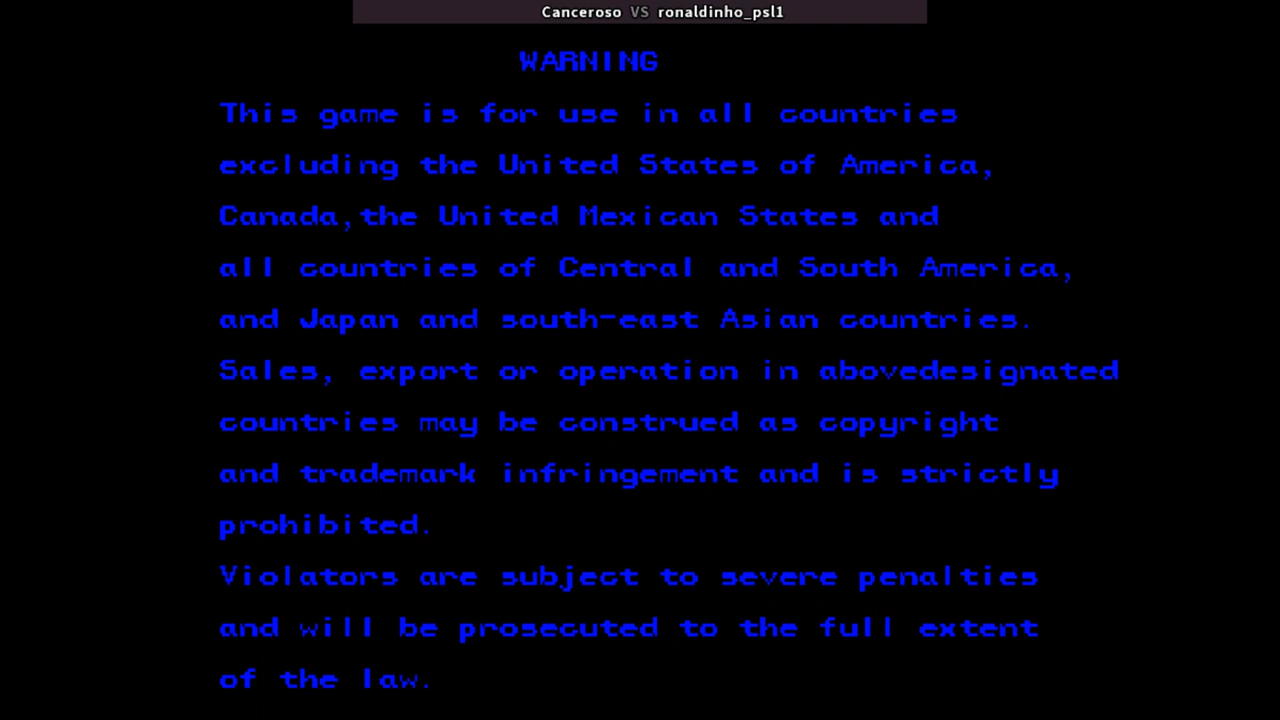 Canceroso VS ronaldinho_psl1
WARNING
This game is for use in all countries
excluding the United States of America,
Canada,the United Mexican States and
all countries of Central and South America,
and Japan and south-east Asian countries.
Sales, export or operation in abovedesignated
countries may be construed as copyright
and trademark infringement and is strictly
prohibited.
Violators are subject to severe penalties
and will be prosecuted to the full extent
of the law.